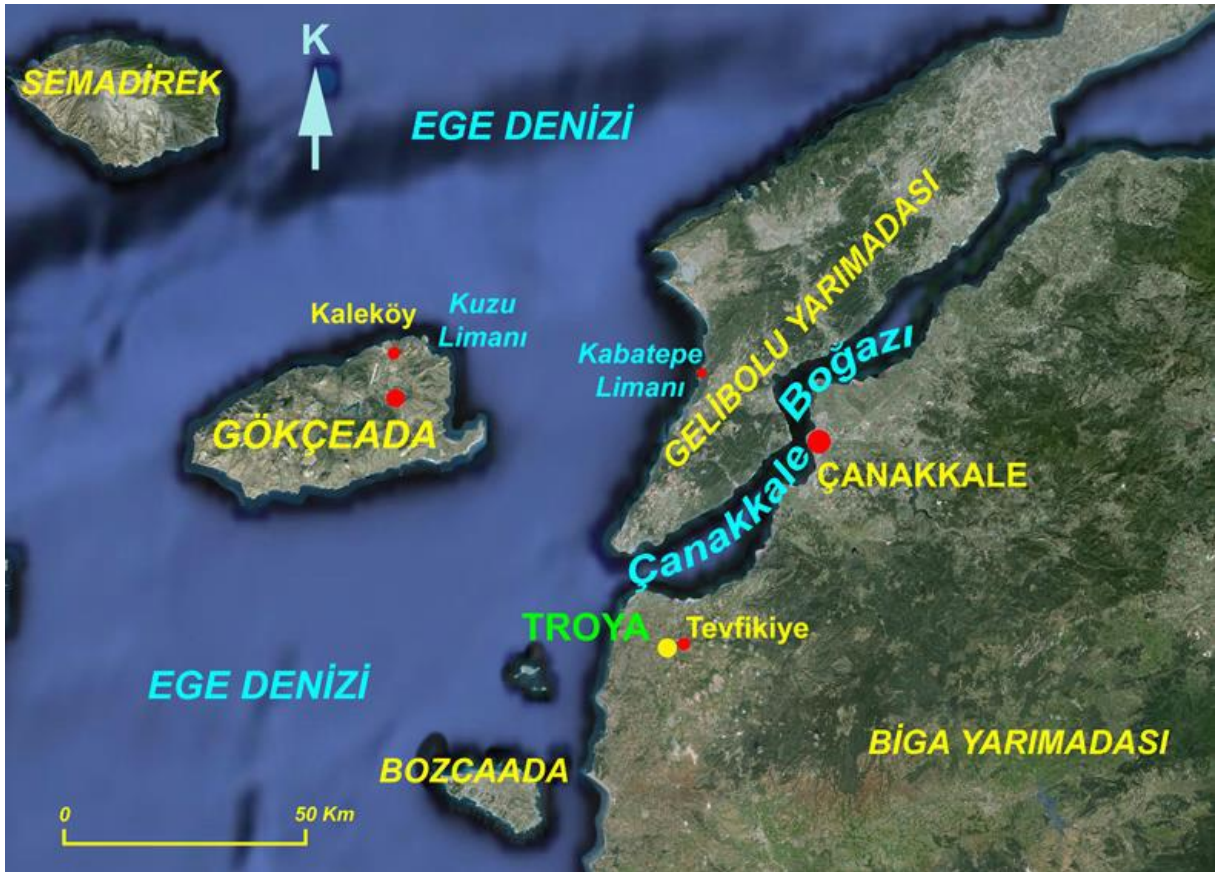 K
SEMADİREK
EGE DENİZİ
GELİBOLU YARIMADASI
Kaleköy
Kuzu
Limanı
Kabatepe
Limanı
Çanakkale Boğazı
GÖKÇEADA
ÇANAKKALE
TROYA
Tevfikiye
EGE DENİZİ
BİGA YARIMADASI
BOZCAADA
0 50 Km